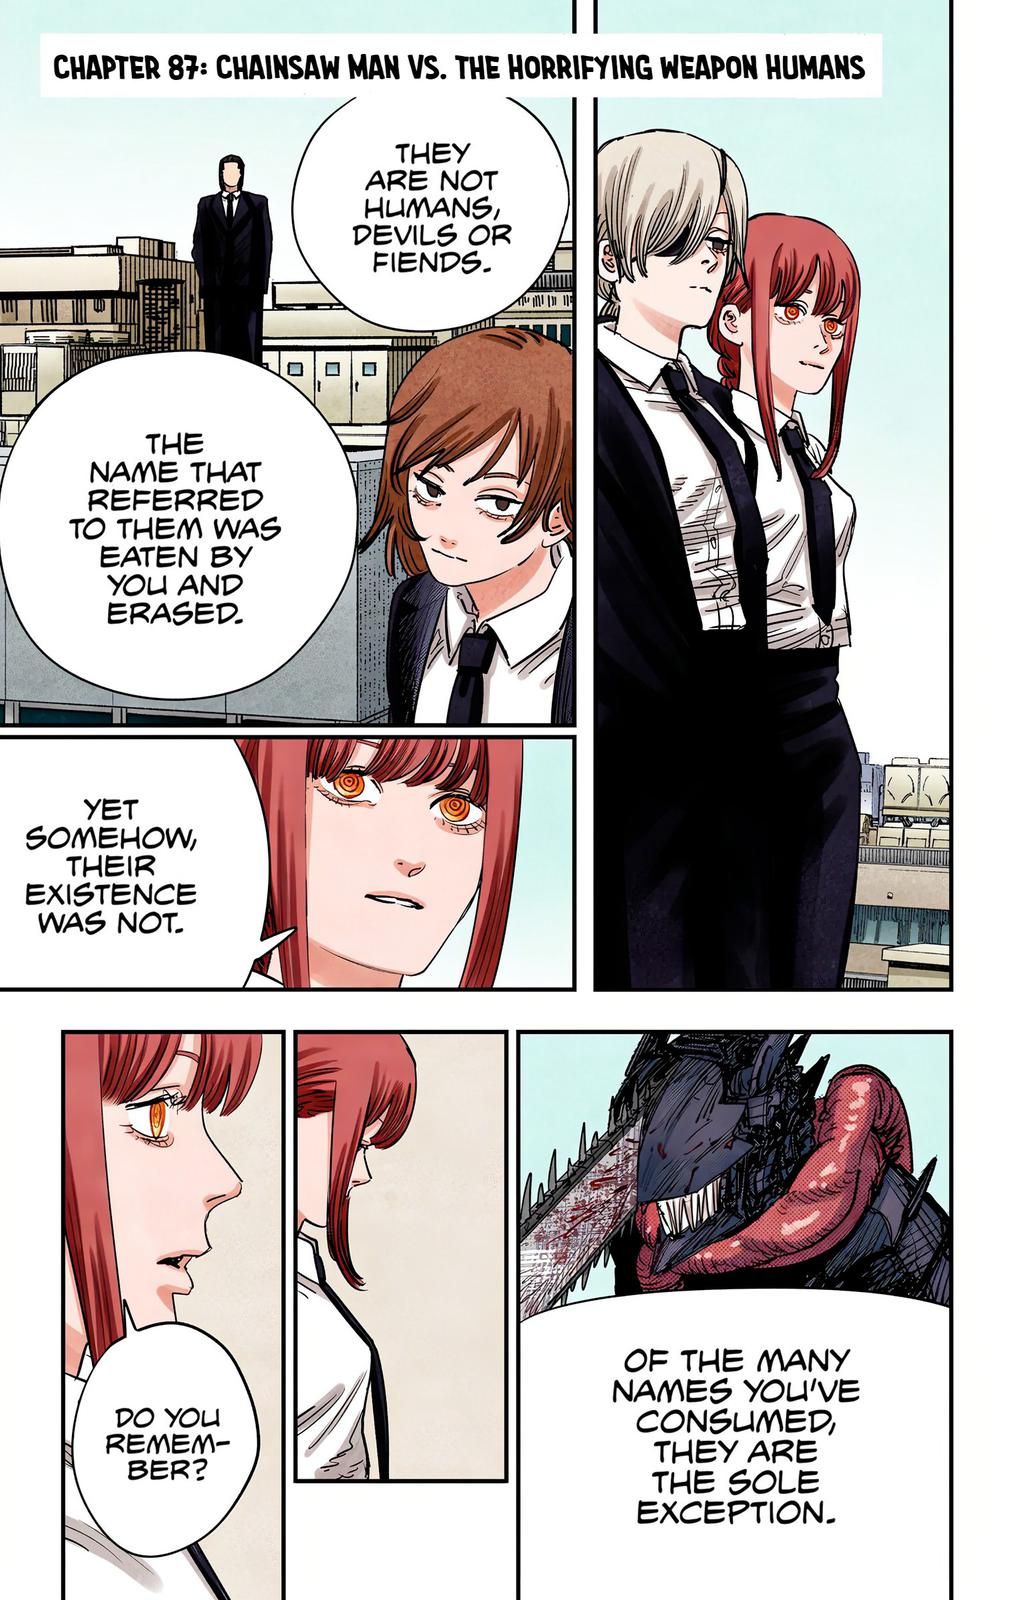 CHAPTER 87: CHAINSAW MAN VS. THE HORRIFYING WEAPON HUMANS
THEY
ARE NOT
HUMANS,
DEVILS OR
FIENDS.
THE
NAME THAT
REFERRED
TO THEM WAS
EATEN BY
YOU AND
ERASED.
YET
SOMEHOW,
THEIR
EXISTENCE
WAS NOT.
OF THE MANY
NAMES YOU'VE
CONSUMED,
THEY ARE
THE SOLE
EXCEPTION.
DO YOU
REMEM-
BER?